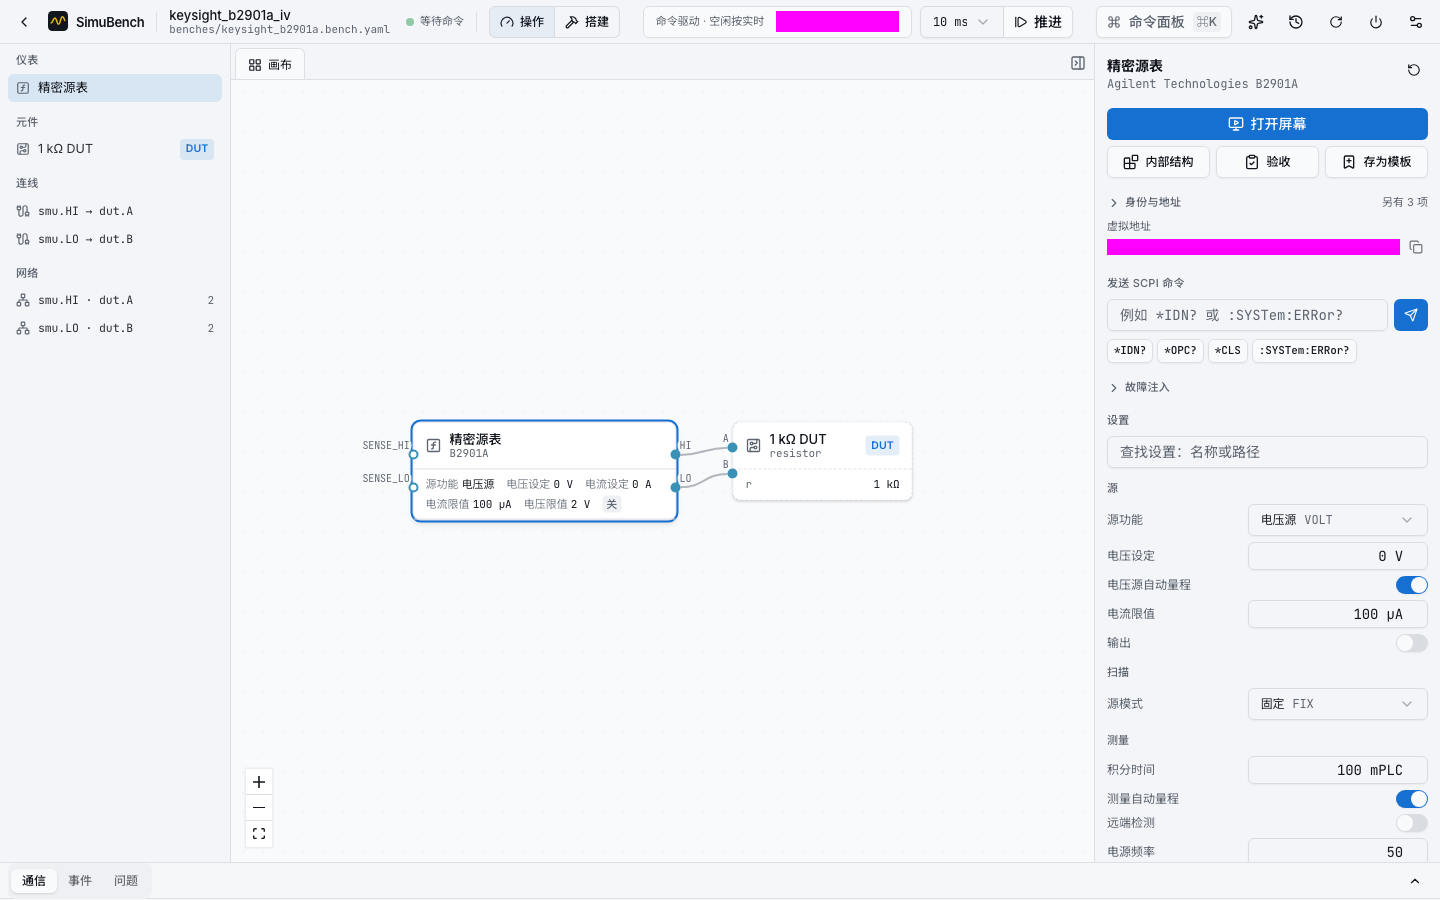 SimuBench
keysight_b2901a_iv
benches/keysight_b2901a.bench.yaml
等待命令
操作
搭建
命令驱动 · 空闲按实时
10 ms
推进
⌘ 命令面板 ⌘K
仪表
精密源表
元件
1 kΩ DUT
DUT
连线
smu.HI → dut.A
smu.LO → dut.B
网络
smu.HI · dut.A 2
smu.LO · dut.B 2
画布
SENSE_HI
SENSE_LO
精密源表
B2901A
源功能 电压源 电压设定 0 V 电流设定 0 A
电流限值 100 µA 电压限值 2 V 关
HI
LO
A
B
1 kΩ DUT
resistor
DUT
r 1 kΩ
精密源表
Agilent Technologies B2901A
打开屏幕
内部结构
验收
存为模板
身份与地址
另有 3 项
虚拟地址
发送 SCPI 命令
例如 *IDN? 或 :SYSTem:ERRor?
*IDN?
*OPC?
*CLS
:SYSTem:ERRor?
故障注入
设置
查找设置：名称或路径
源
源功能 电压源 VOLT
电压设定 0 V
电压源自动量程
电流限值 100 µA
输出
扫描
源模式 固定 FIX
测量
积分时间 100 mPLC
测量自动量程
远端检测
电源频率 50
通信
事件
问题